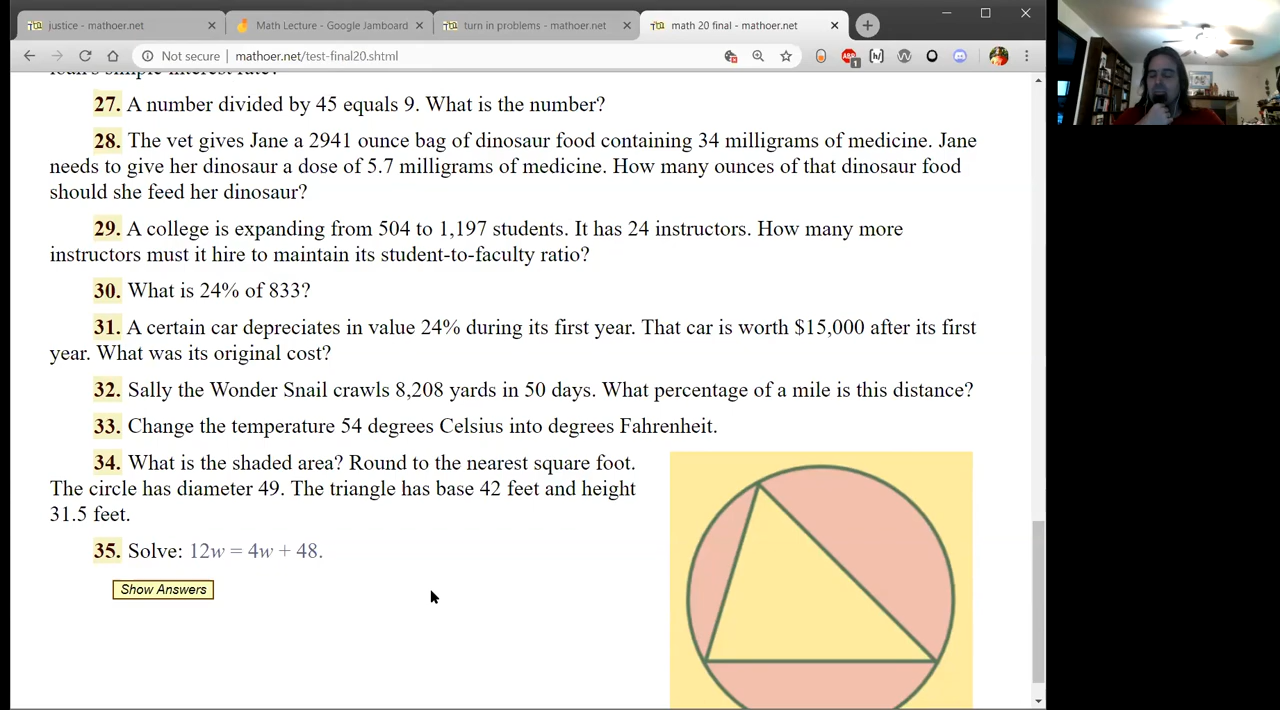 justice - mathoer.net
Math Lecture - Google Jamboard
turn in problems - mathoer.net
math 20 final - mathoer.net
Not secure | mathoer.net/test-final20.shtml
loan's simple interest rate?
27. A number divided by 45 equals 9. What is the number?
28. The vet gives Jane a 2941 ounce bag of dinosaur food containing 34 milligrams of medicine. Jane
needs to give her dinosaur a dose of 5.7 milligrams of medicine. How many ounces of that dinosaur food
should she feed her dinosaur?
29. A college is expanding from 504 to 1,197 students. It has 24 instructors. How many more
instructors must it hire to maintain its student-to-faculty ratio?
30. What is 24% of 833?
31. A certain car depreciates in value 24% during its first year. That car is worth $15,000 after its first
year. What was its original cost?
32. Sally the Wonder Snail crawls 8,208 yards in 50 days. What percentage of a mile is this distance?
33. Change the temperature 54 degrees Celsius into degrees Fahrenheit.
34. What is the shaded area? Round to the nearest square foot.
The circle has diameter 49. The triangle has base 42 feet and height
31.5 feet.
35. Solve: 12w = 4w + 48.
Show Answers